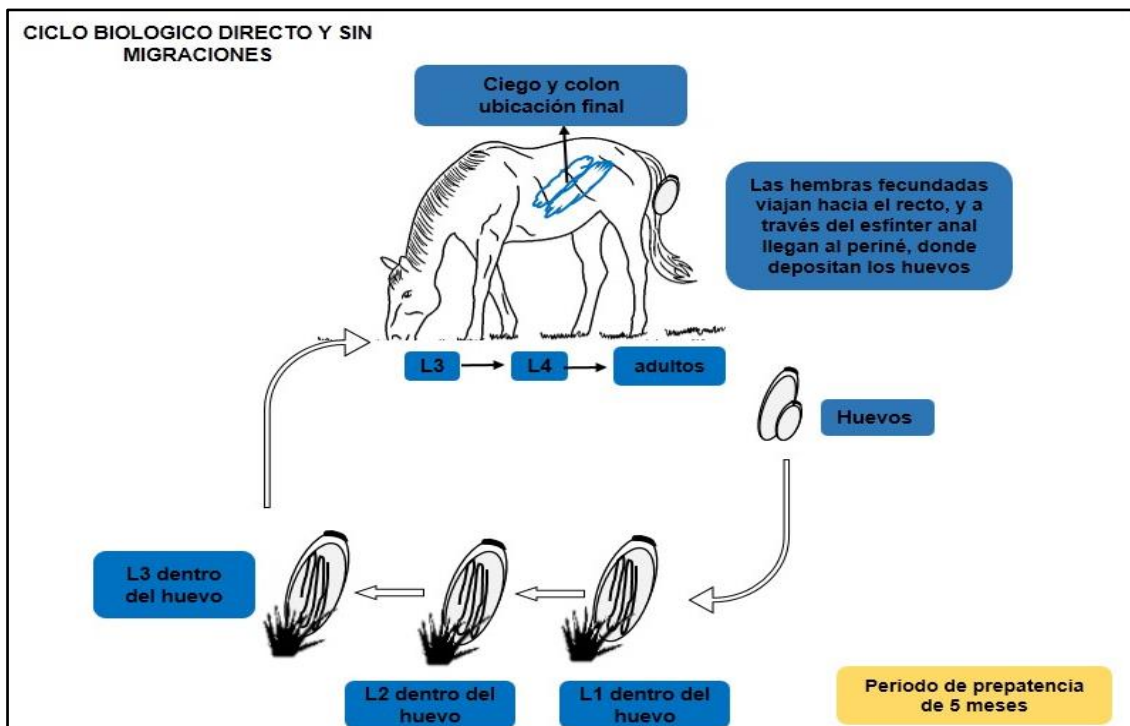 CICLO BIOLOGICO DIRECTO Y SIN
MIGRACIONES
Ciego y colon
ubicación final
Las hembras fecundadas
viajan hacia el recto, y a
través del esfínter anal
llegan al periné, donde
depositan los huevos
L3
L4
adultos
Huevos
L3 dentro
del huevo
L2 dentro del
huevo
L1 dentro del
huevo
Periodo de prepatencia
de 5 meses